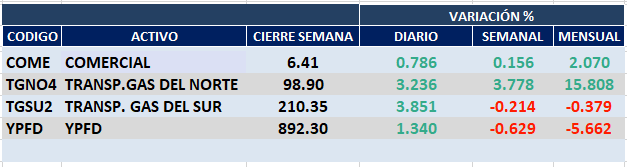 VARIACIÓN %
CODIGO ACTIVO CIERRE SEMANA DIARIO SEMANAL MENSUAL
COME COMERCIAL 6.41 0.786 0.156 2.070
TGNO4 TRANSP.GAS DEL NORTE 98.90 3.236 3.778 15.808
TGSU2 TRANSP. GAS DEL SUR 210.35 3.851 -0.214 -0.379
YPFD YPFD 892.30 1.340 -0.629 -5.662